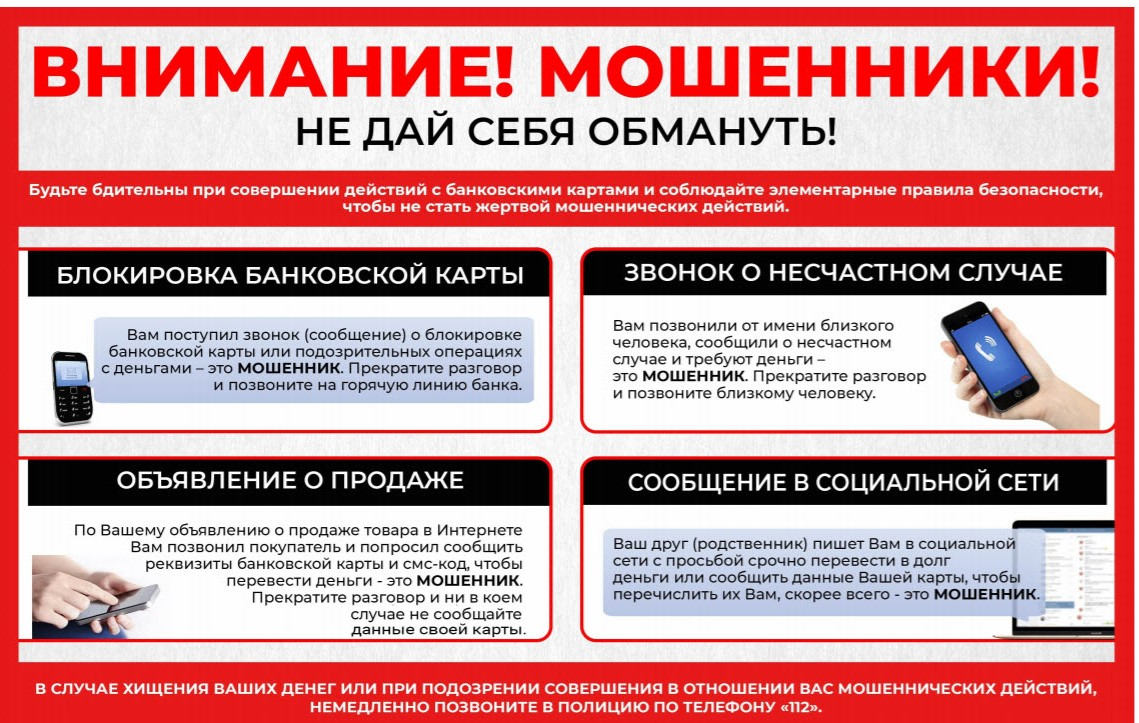 ВНИМАНИЕ! МОШЕННИКИ!
НЕ ДАЙ СЕБЯ ОБМАНУТЬ!
Будьте бдительны при совершении действий с банковскими картами и соблюдайте элементарные правила безопасности,
чтобы не стать жертвой мошеннических действий.
БЛОКИРОВКА БАНКОВСКОЙ КАРТЫ
Вам поступил звонок (сообщение) о блокировке
банковской карты или подозрительных операциях
с деньгами – это МОШЕННИК. Прекратите разговор
и позвоните на горячую линию банка.
ЗВОНОК О НЕСЧАСТНОМ СЛУЧАЕ
Вам позвонили от имени близкого
человека, сообщили о несчастном
случае и требуют деньги –
это МОШЕННИК. Прекратите разговор
и позвоните близкому человеку.
ОБЪЯВЛЕНИЕ О ПРОДАЖЕ
По Вашему объявлению о продаже товара в Интернете
Вам позвонил покупатель и попросил сообщить
реквизиты банковской карты и смс-код, чтобы
перевести деньги - это МОШЕННИК.
Прекратите разговор и ни в коем
случае не сообщайте
данные своей карты.
СООБЩЕНИЕ В СОЦИАЛЬНОЙ СЕТИ
Ваш друг (родственник) пишет Вам в социальной
сети с просьбой срочно перевести в долг
деньги или сообщить данные Вашей карты, чтобы
перечислить их Вам, скорее всего - это МОШЕННИК.
В СЛУЧАЕ ХИЩЕНИЯ ВАШИХ ДЕНЕГ ИЛИ ПРИ ПОДОЗРЕНИИ СОВЕРШЕНИЯ В ОТНОШЕНИИ ВАС МОШЕННИЧЕСКИХ ДЕЙСТВИЙ,
НЕМЕДЛЕННО ПОЗВОНИТЕ В ПОЛИЦИЮ ПО ТЕЛЕФОНУ «112».